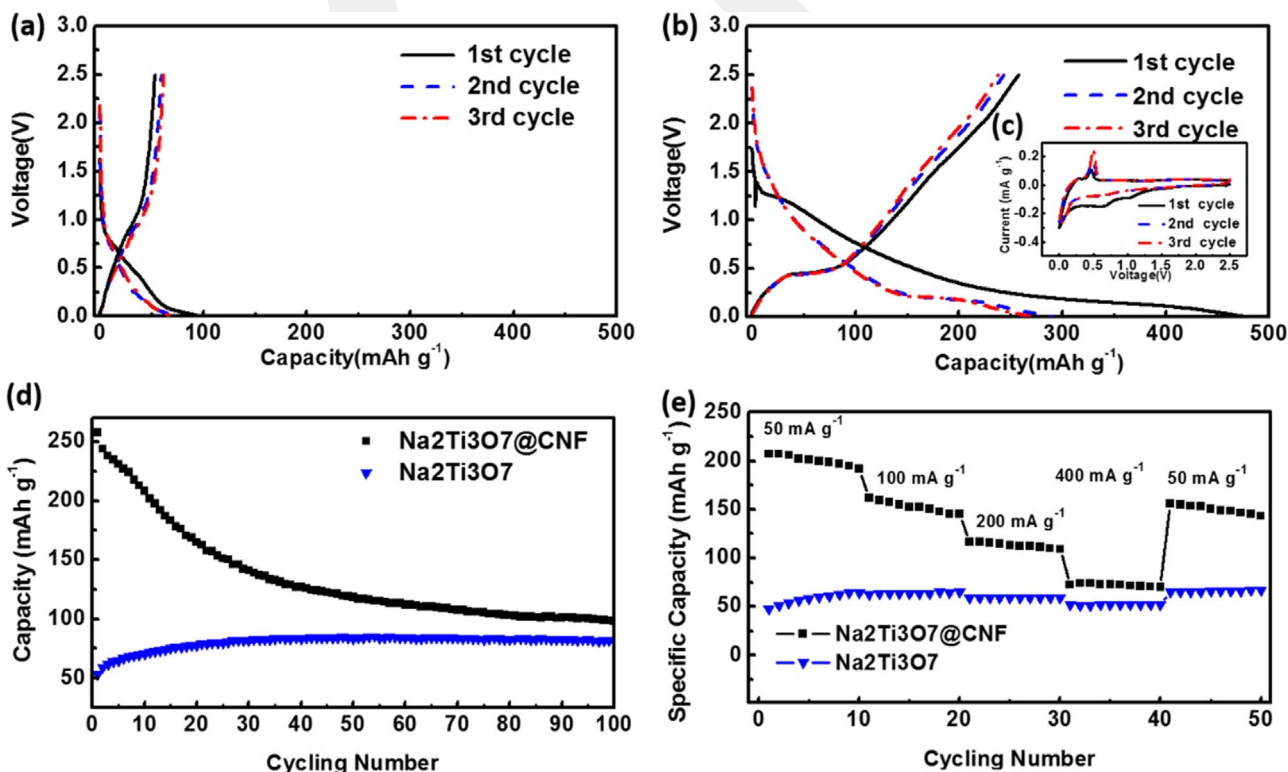 (a)
3.0
2.5
2.0
1.5
1.0
0.5
0.0
Voltage(V)
1st cycle
2nd cycle
3rd cycle
0 100 200 300 400 500
Capacity(mAh g-1)
(b)
3.0
2.5
2.0
1.5
1.0
0.5
0.0
Voltage(V)
1st cycle
2nd cycle
3rd cycle
0 100 200 300 400 500
Capacity(mAh g-1)
(c)
0.2
0.0
-0.2
-0.4
Current (mA g-1)
1st cycle
2nd cycle
3rd cycle
0.0 0.5 1.0 1.5 2.0 2.5
Voltage(V)
(d)
250
200
150
100
50
Capacity (mAh g-1)
Na2Ti3O7@CNF
Na2Ti3O7
0 10 20 30 40 50 60 70 80 90 100
Cycling Number
(e)
250
200
150
100
50
0
Specific Capacity (mAh g-1)
50 mA g-1
100 mA g-1
200 mA g-1
400 mA g-1
50 mA g-1
Na2Ti3O7@CNF
Na2Ti3O7
0 10 20 30 40 50
Cycling Number